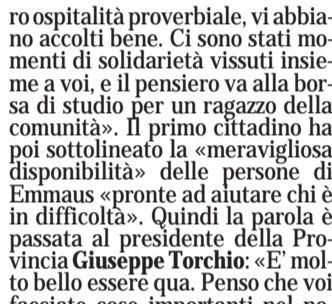 ro ospitalità proverbiale, vi abbia-
no accolti bene. Ci sono stati mo-
menti di solidarietà vissuti insie-
me a voi, e il pensiero va alla bor-
sa di studio per un ragazzo della
comunità». Il primo cittadino ha
poi sottolineato la «meravigliosa
disponibilità» delle persone di
Emmaus «pronte ad aiutare chi è
in difficoltà». Quindi la parola è
passata al presidente della Pro-
vincia Giuseppe Torchio: «E' mol-
to bello essere qua. Penso che voi